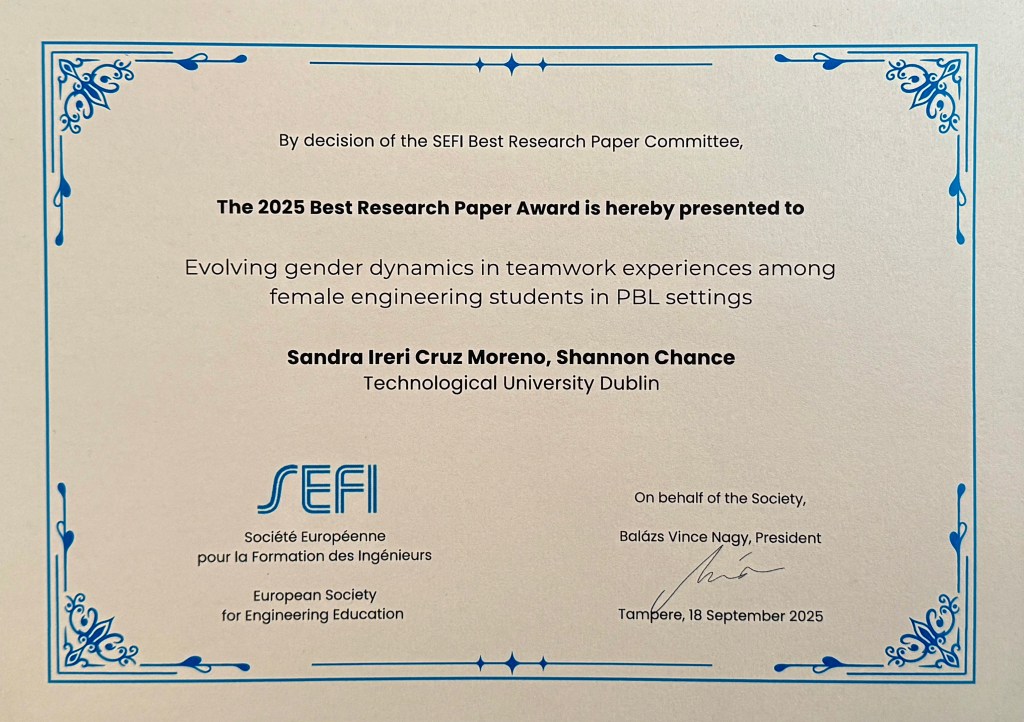 By decision of the SEFI Best Research Paper Committee,
The 2025 Best Research Paper Award is hereby presented to
Evolving gender dynamics in teamwork experiences among
female engineering students in PBL settings
Sandra Ireri Cruz Moreno, Shannon Chance
Technological University Dublin
SEFI
Société Européenne
pour la Formation des Ingénieurs
European Society
for Engineering Education
On behalf of the Society,
Balázs Vince Nagy, President
Tampere, 18 September 2025